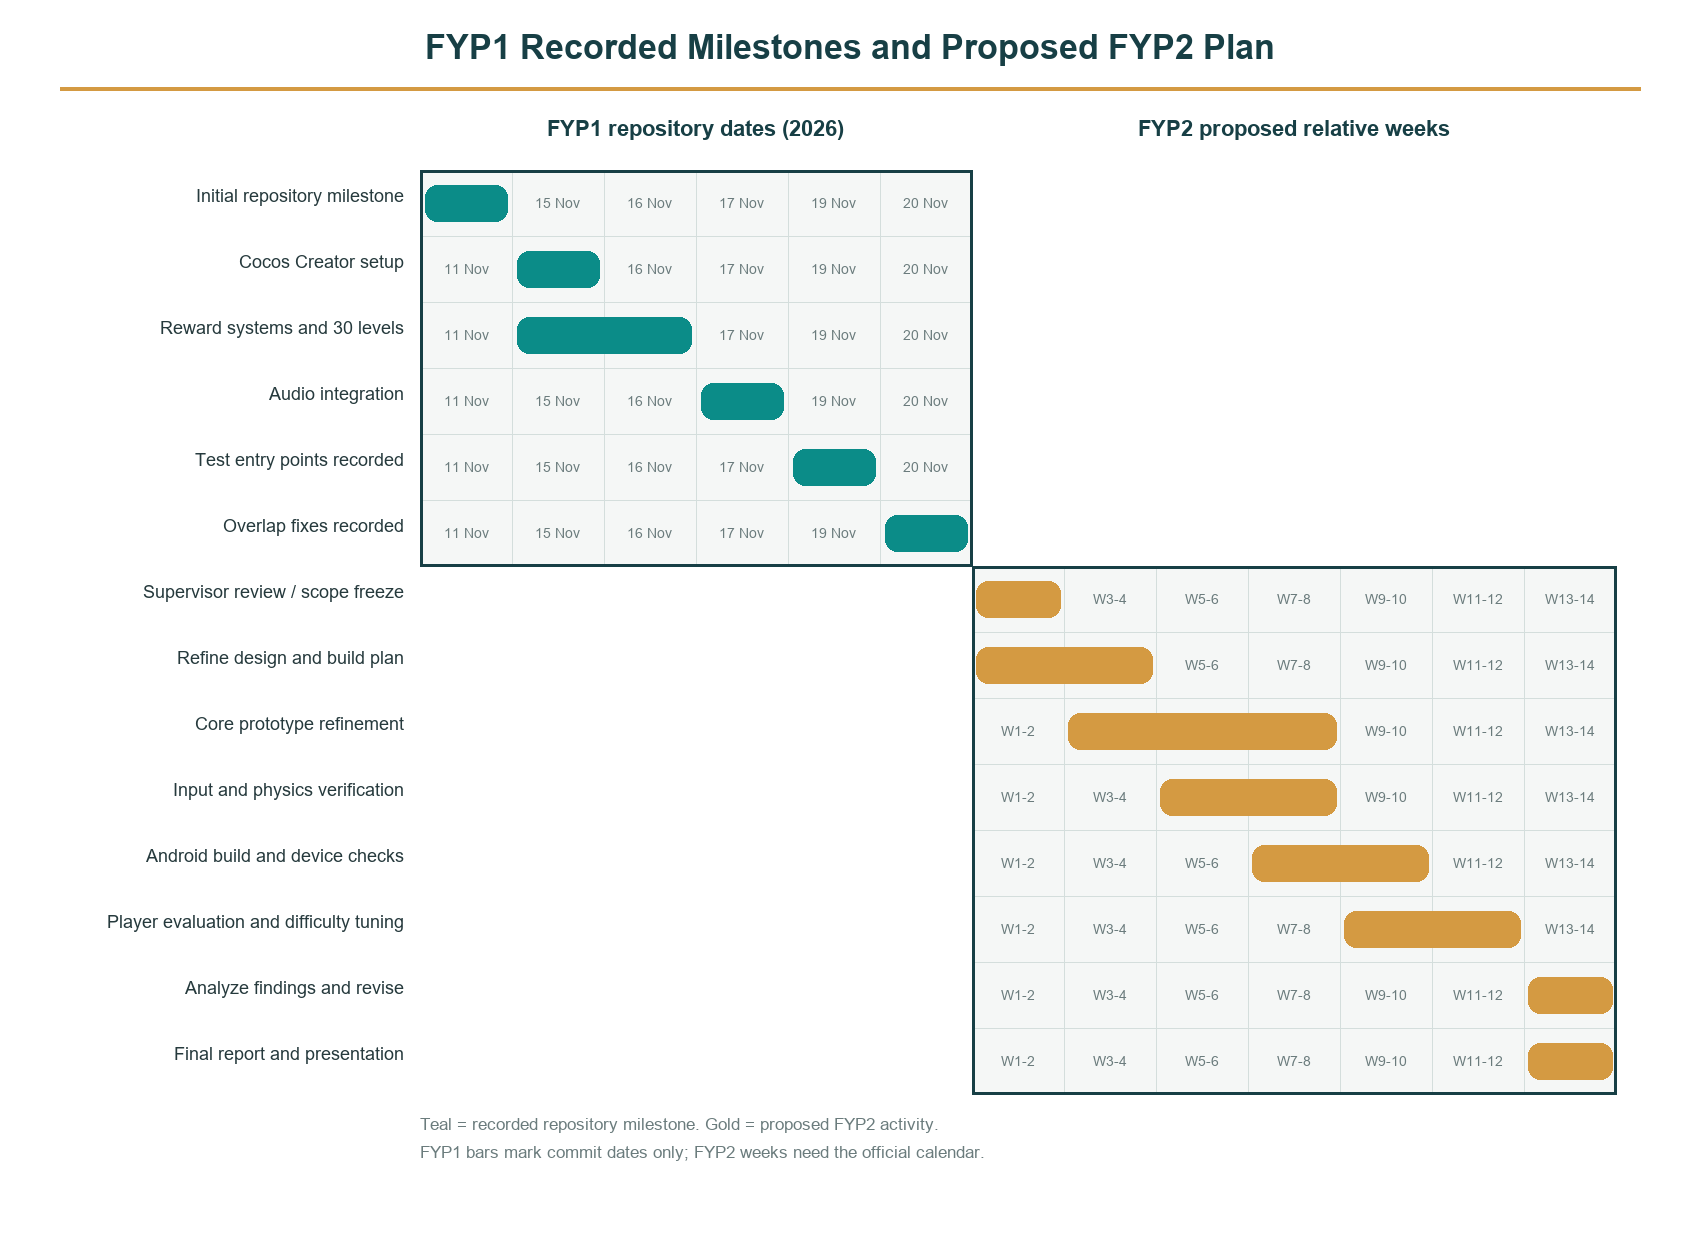 FYP1 Recorded Milestones and Proposed FYP2 Plan
FYP1 repository dates (2026) FYP2 proposed relative weeks
Initial repository milestone 15 Nov 16 Nov 17 Nov 19 Nov 20 Nov
Cocos Creator setup 11 Nov 16 Nov 17 Nov 19 Nov 20 Nov
Reward systems and 30 levels 11 Nov 17 Nov 19 Nov 20 Nov
Audio integration 11 Nov 15 Nov 16 Nov 19 Nov 20 Nov
Test entry points recorded 11 Nov 15 Nov 16 Nov 17 Nov 20 Nov
Overlap fixes recorded 11 Nov 15 Nov 16 Nov 17 Nov 19 Nov
Supervisor review / scope freeze W3-4 W5-6 W7-8 W9-10 W11-12 W13-14
Refine design and build plan W5-6 W7-8 W9-10 W11-12 W13-14
Core prototype refinement W1-2 W9-10 W11-12 W13-14
Input and physics verification W1-2 W3-4 W9-10 W11-12 W13-14
Android build and device checks W1-2 W3-4 W5-6 W11-12 W13-14
Player evaluation and difficulty tuning W1-2 W3-4 W5-6 W7-8 W13-14
Analyze findings and revise W1-2 W3-4 W5-6 W7-8 W9-10 W11-12
Final report and presentation W1-2 W3-4 W5-6 W7-8 W9-10 W11-12
Teal = recorded repository milestone. Gold = proposed FYP2 activity.
FYP1 bars mark commit dates only; FYP2 weeks need the official calendar.